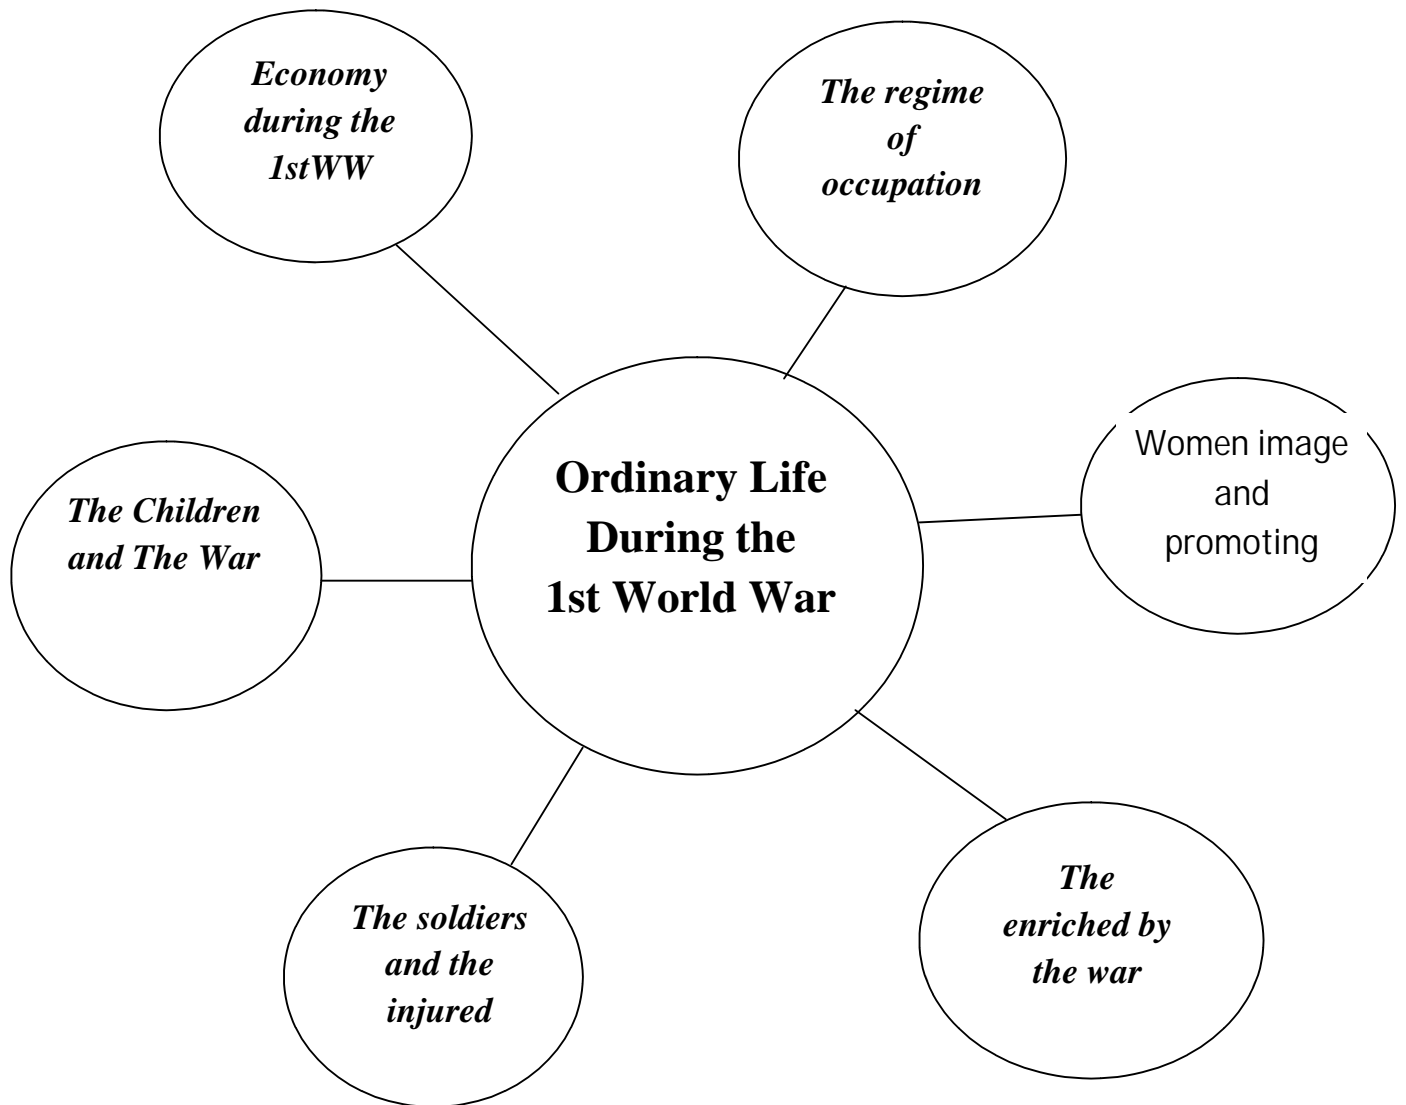 Economy
during the
1stWW
The regime
of
occupation
Women image
and
promoting
Ordinary Life
During the
1st World War
The Children
and The War
The soldiers
and the
injured
The
enriched by
the war